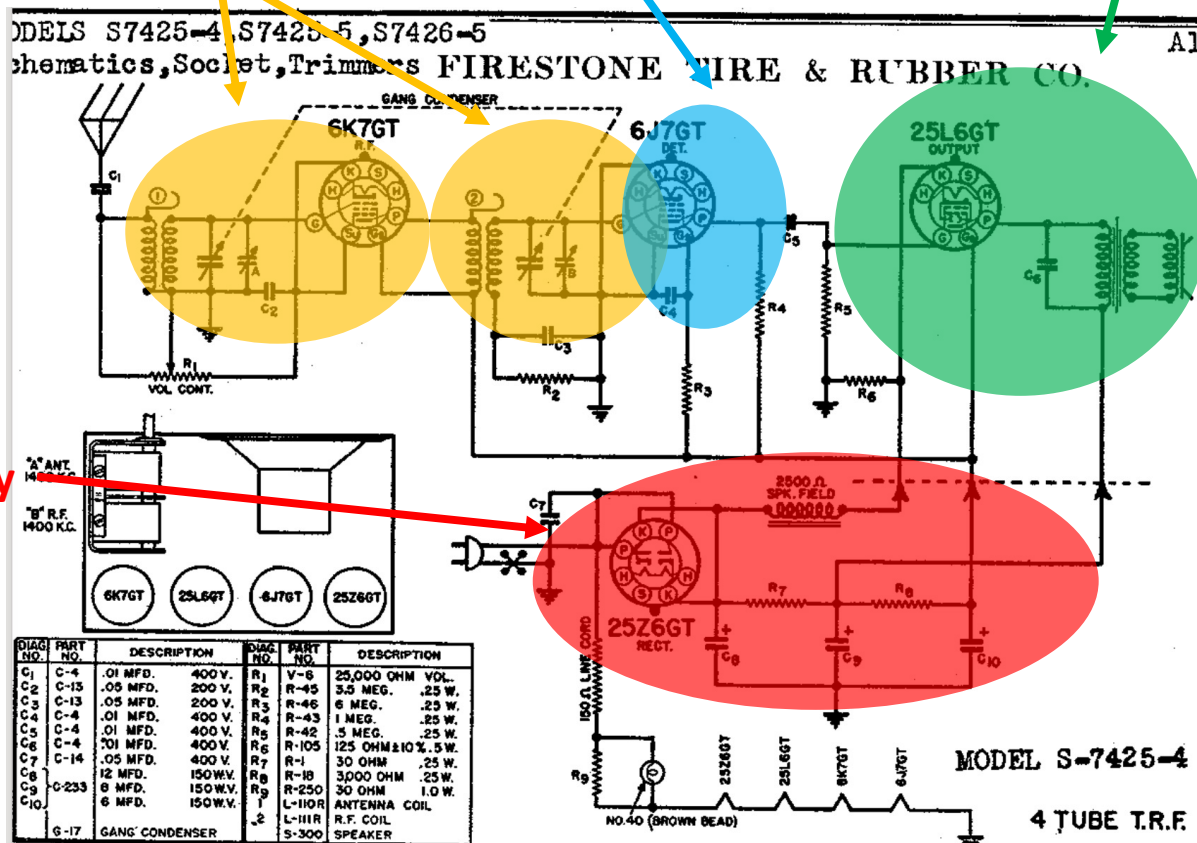 ODELS S7425-4,S7425-5,S7426-5
chematics,Socket,Trimmers FIRESTONE TIRE & RUBBER CO.
A1
GANG CONDENSER
6K7GT
R.F.
6J7GT
DET.
25L6GT
OUTPUT
K S H H P G S G
K S H H P G S G
K S H H P G G
C1
1
A
C2
R1
VOL CONT.
2
B
C3
R2
C4
R3
R4
C5
R5
R6
C6
"A" ANT.
1400 K.C.
"B" R.F.
1400 K.C.
y
6K7GT
25L6GT
6J7GT
25Z6GT
C7
2500 Ω
SPK. FIELD
K P P H H S K
25Z6GT
RECT.
R7
R8
C8
C9
C10
+
+
+
150Ω LINE CORD
R9
NO.40 (BROWN BEAD)
25Z6GT
25L6GT
6K7GT
6J7GT
MODEL S-7425-4
4 TUBE T.R.F.
DIAG. NO. PART NO. DESCRIPTION DIAG. NO. PART NO. DESCRIPTION
C1 C-4 .01 MFD. 400 V. R1 V-6 25,000 OHM VOL.
C2 C-13 .05 MFD. 200 V. R2 R-45 3.5 MEG. .25 W.
C3 C-13 .05 MFD. 200 V. R3 R-46 6 MEG. .25 W.
C4 C-4 .01 MFD. 400 V. R4 R-43 1 MEG. .25 W.
C5 C-4 .01 MFD. 400 V. R5 R-42 .5 MEG. .25 W.
C6 C-4 .01 MFD. 400 V. R6 R-105 125 OHM±10%.5 W.
C7 C-14 .05 MFD. 400 V. R7 R-1 30 OHM .25 W.
C8 12 MFD. 150 W.V. R8 R-18 3,000 OHM .25 W.
C9 C-233 8 MFD. 150 W.V. R9 R-250 30 OHM 1.0 W.
C10 6 MFD. 150 W.V. 1 L-110R ANTENNA COIL
.2 L-111R R.F. COIL
G-17 GANG CONDENSER S-300 SPEAKER